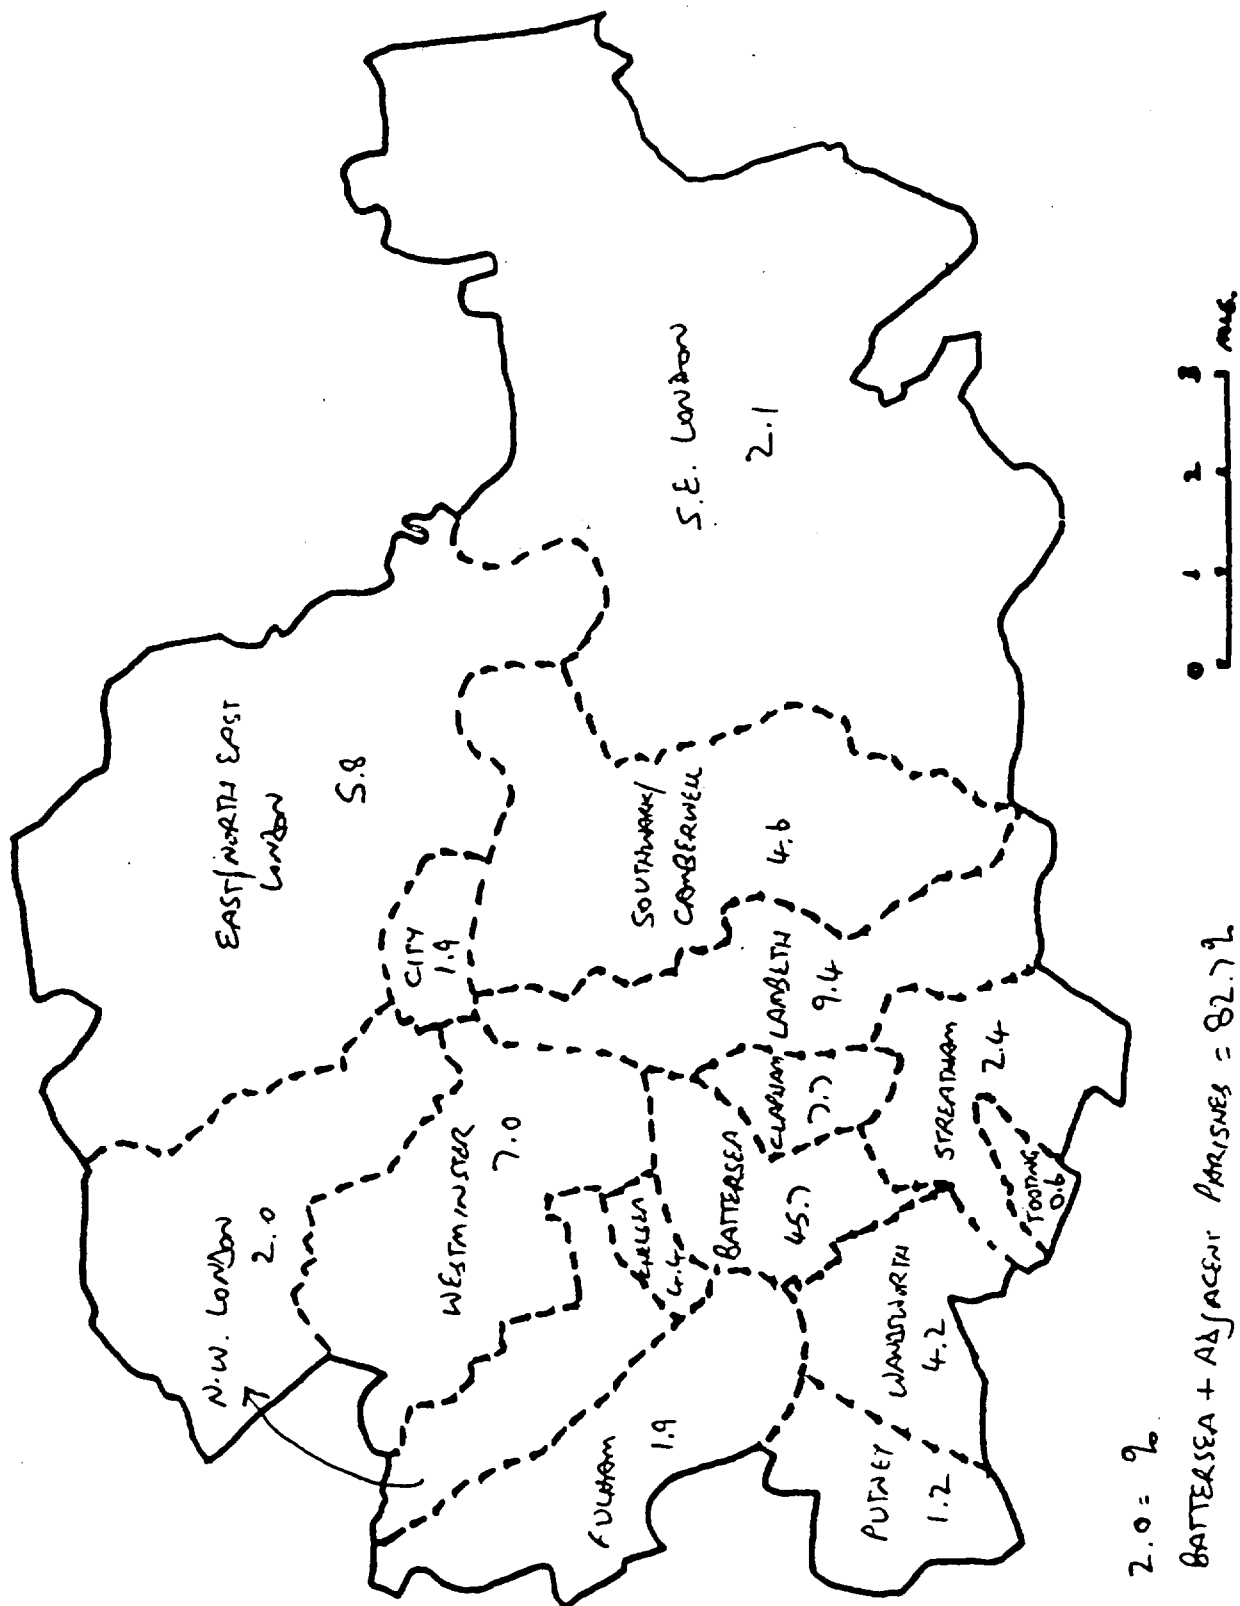 EAST/NORTH EAST
LONDON
5.8
N.W. LONDON
2.0
CITY
1.9
WESTMINSTER
7.0
S.E. LONDON
2.1
SOUTHWARK/
CAMBERWELL
4.6
CHELSEA
4.4
FULHAM
1.9
BATTERSEA
45.7
LAMBETH
9.4
CLAPHAM
7.7
PUTNEY
1.2
WANDSWORTH
4.2
STREATHAM
2.4
TOOTING
0.6
2.0 = %
BATTERSEA + ADJACENT PARISHES = 82.7%
0 1 2 3
MLS.